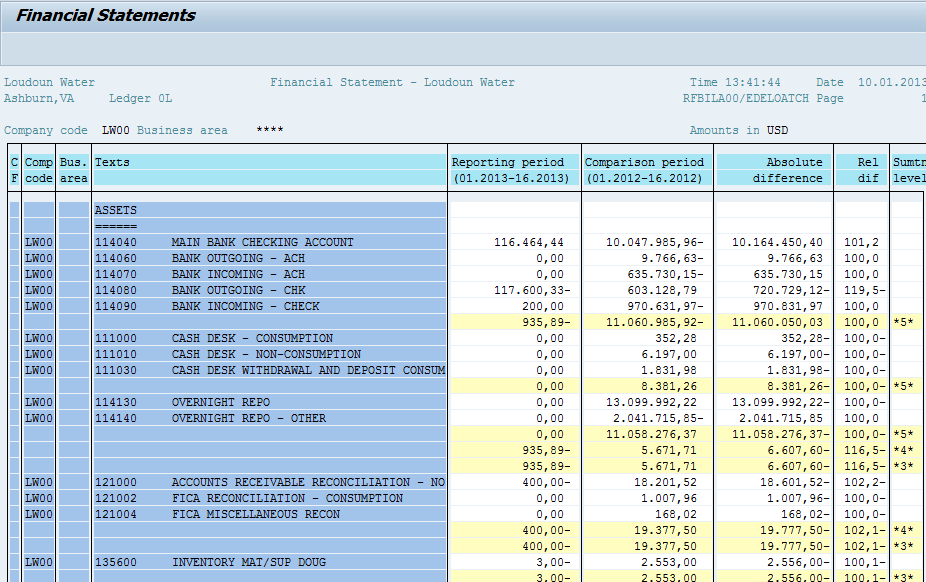 Financial Statements
Loudoun Water Financial Statement - Loudoun Water Time 13:41:44 Date 10.01.2013
Ashburn,VA Ledger 0L RFBILA00/EDELOATCH Page 1
Company code LW00 Business area **** Amounts in USD
C Comp Bus. Texts Reporting period Comparison period Absolute Rel Sumtn
F code area (01.2013-16.2013) (01.2012-16.2012) difference dif level
ASSETS
======
LW00 114040 MAIN BANK CHECKING ACCOUNT 116.464,44 10.047.985,96- 10.164.450,40 101,2
LW00 114060 BANK OUTGOING - ACH 0,00 9.766,63- 9.766,63 100,0
LW00 114070 BANK INCOMING - ACH 0,00 635.730,15- 635.730,15 100,0
LW00 114080 BANK OUTGOING - CHK 117.600,33- 603.128,79 720.729,12- 119,5-
LW00 114090 BANK INCOMING - CHECK 200,00 970.631,97- 970.831,97 100,0
935,89- 11.060.985,92- 11.060.050,03 100,0 *5*
LW00 111000 CASH DESK - CONSUMPTION 0,00 352,28 352,28- 100,0-
LW00 111010 CASH DESK - NON-CONSUMPTION 0,00 6.197,00 6.197,00- 100,0-
LW00 111030 CASH DESK WITHDRAWAL AND DEPOSIT CONSUM 0,00 1.831,98 1.831,98- 100,0-
0,00 8.381,26 8.381,26- 100,0- *5*
LW00 114130 OVERNIGHT REPO 0,00 13.099.992,22 13.099.992,22- 100,0-
LW00 114140 OVERNIGHT REPO - OTHER 0,00 2.041.715,85- 2.041.715,85 100,0
0,00 11.058.276,37 11.058.276,37- 100,0- *5*
935,89- 5.671,71 6.607,60- 116,5- *4*
935,89- 5.671,71 6.607,60- 116,5- *3*
LW00 121000 ACCOUNTS RECEIVABLE RECONCILIATION - NO 400,00- 18.201,52 18.601,52- 102,2-
LW00 121002 FICA RECONCILIATION - CONSUMPTION 0,00 1.007,96 1.007,96- 100,0-
LW00 121004 FICA MISCELLANEOUS RECON 0,00 168,02 168,02- 100,0-
400,00- 19.377,50 19.777,50- 102,1- *4*
400,00- 19.377,50 19.777,50- 102,1- *3*
LW00 135600 INVENTORY MAT/SUP DOUG 3,00- 2.553,00 2.556,00- 100,1-
3,00- 2.553,00 2.556,00- 100,1- *3*